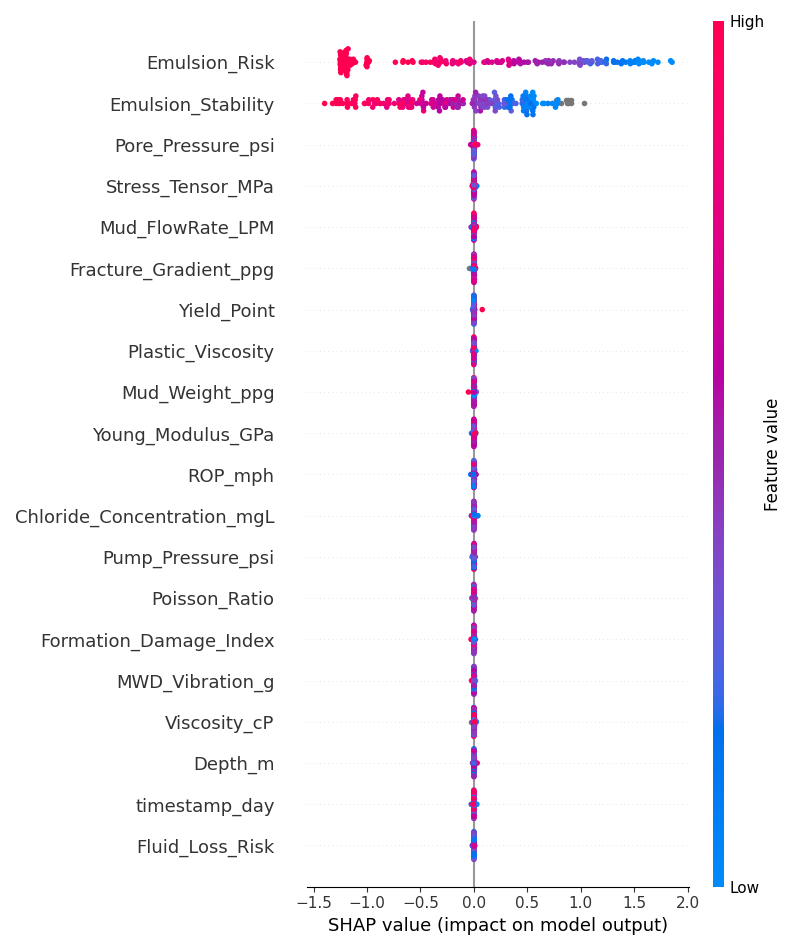 High
Emulsion_Risk
Emulsion_Stability
Pore_Pressure_psi
Stress_Tensor_MPa
Mud_FlowRate_LPM
Fracture_Gradient_ppg
Yield_Point
Plastic_Viscosity
Mud_Weight_ppg
Young_Modulus_GPa
ROP_mph
Chloride_Concentration_mgL
Pump_Pressure_psi
Poisson_Ratio
Formation_Damage_Index
MWD_Vibration_g
Viscosity_cP
Depth_m
timestamp_day
Fluid_Loss_Risk
Feature value
Low
−1.5 −1.0 −0.5 0.0 0.5 1.0 1.5 2.0
SHAP value (impact on model output)